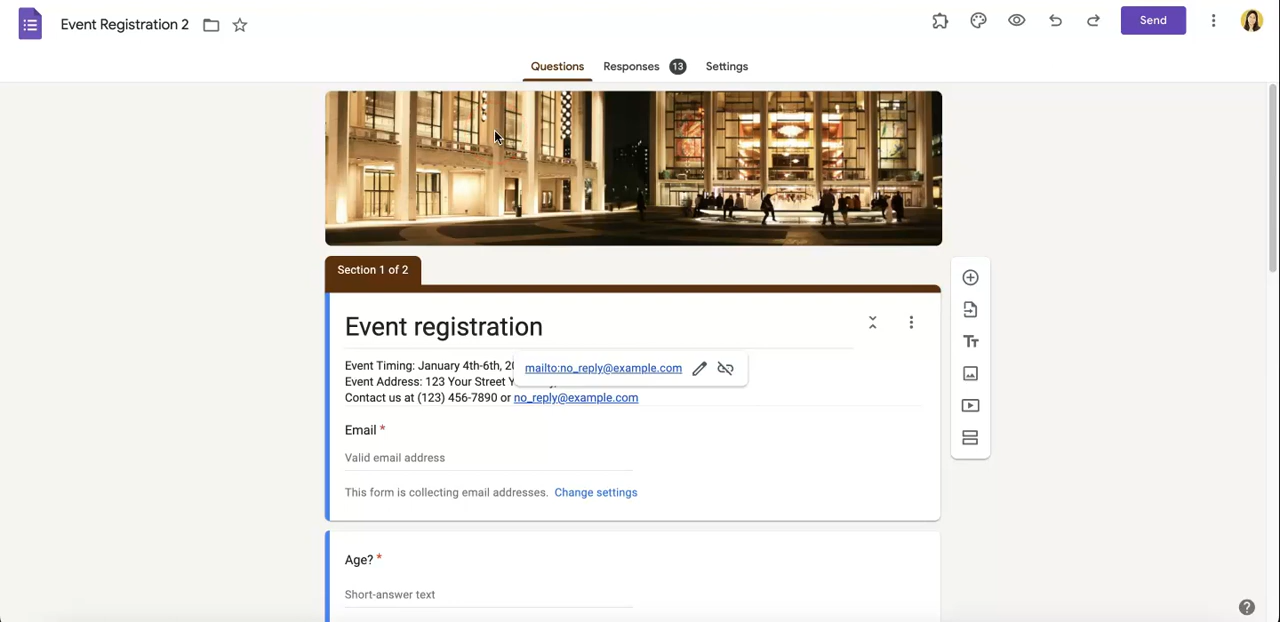 Event Registration 2
Send
Questions
Responses 13
Settings
Section 1 of 2
Event registration
Event Timing: January 4th-6th,
mailto:no_reply@example.com
Event Address: 123 Your Street
Contact us at (123) 456-7890 or no_reply@example.com
Email *
Valid email address
This form is collecting email addresses. Change settings
Age? *
Short-answer text